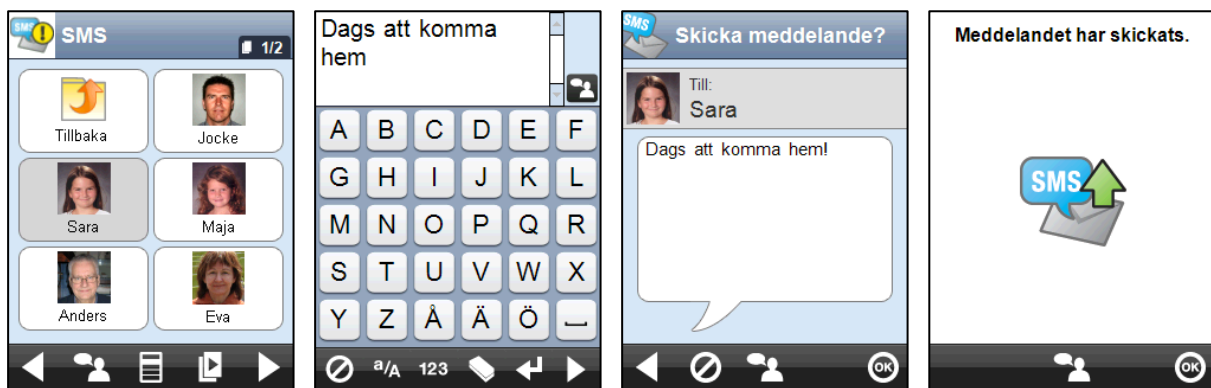 SMS
SMS
1/2
Tillbaka
Jocke
Sara
Maja
Anders
Eva
Dags att komma
hem
A B C D E F
G H I J K L
M N O P Q R
S T U V W X
Y Z Å Ä Ö
a/A 123
SMS
Skicka meddelande?
Till:
Sara
Dags att komma hem!
OK
Meddelandet har skickats.
SMS
OK